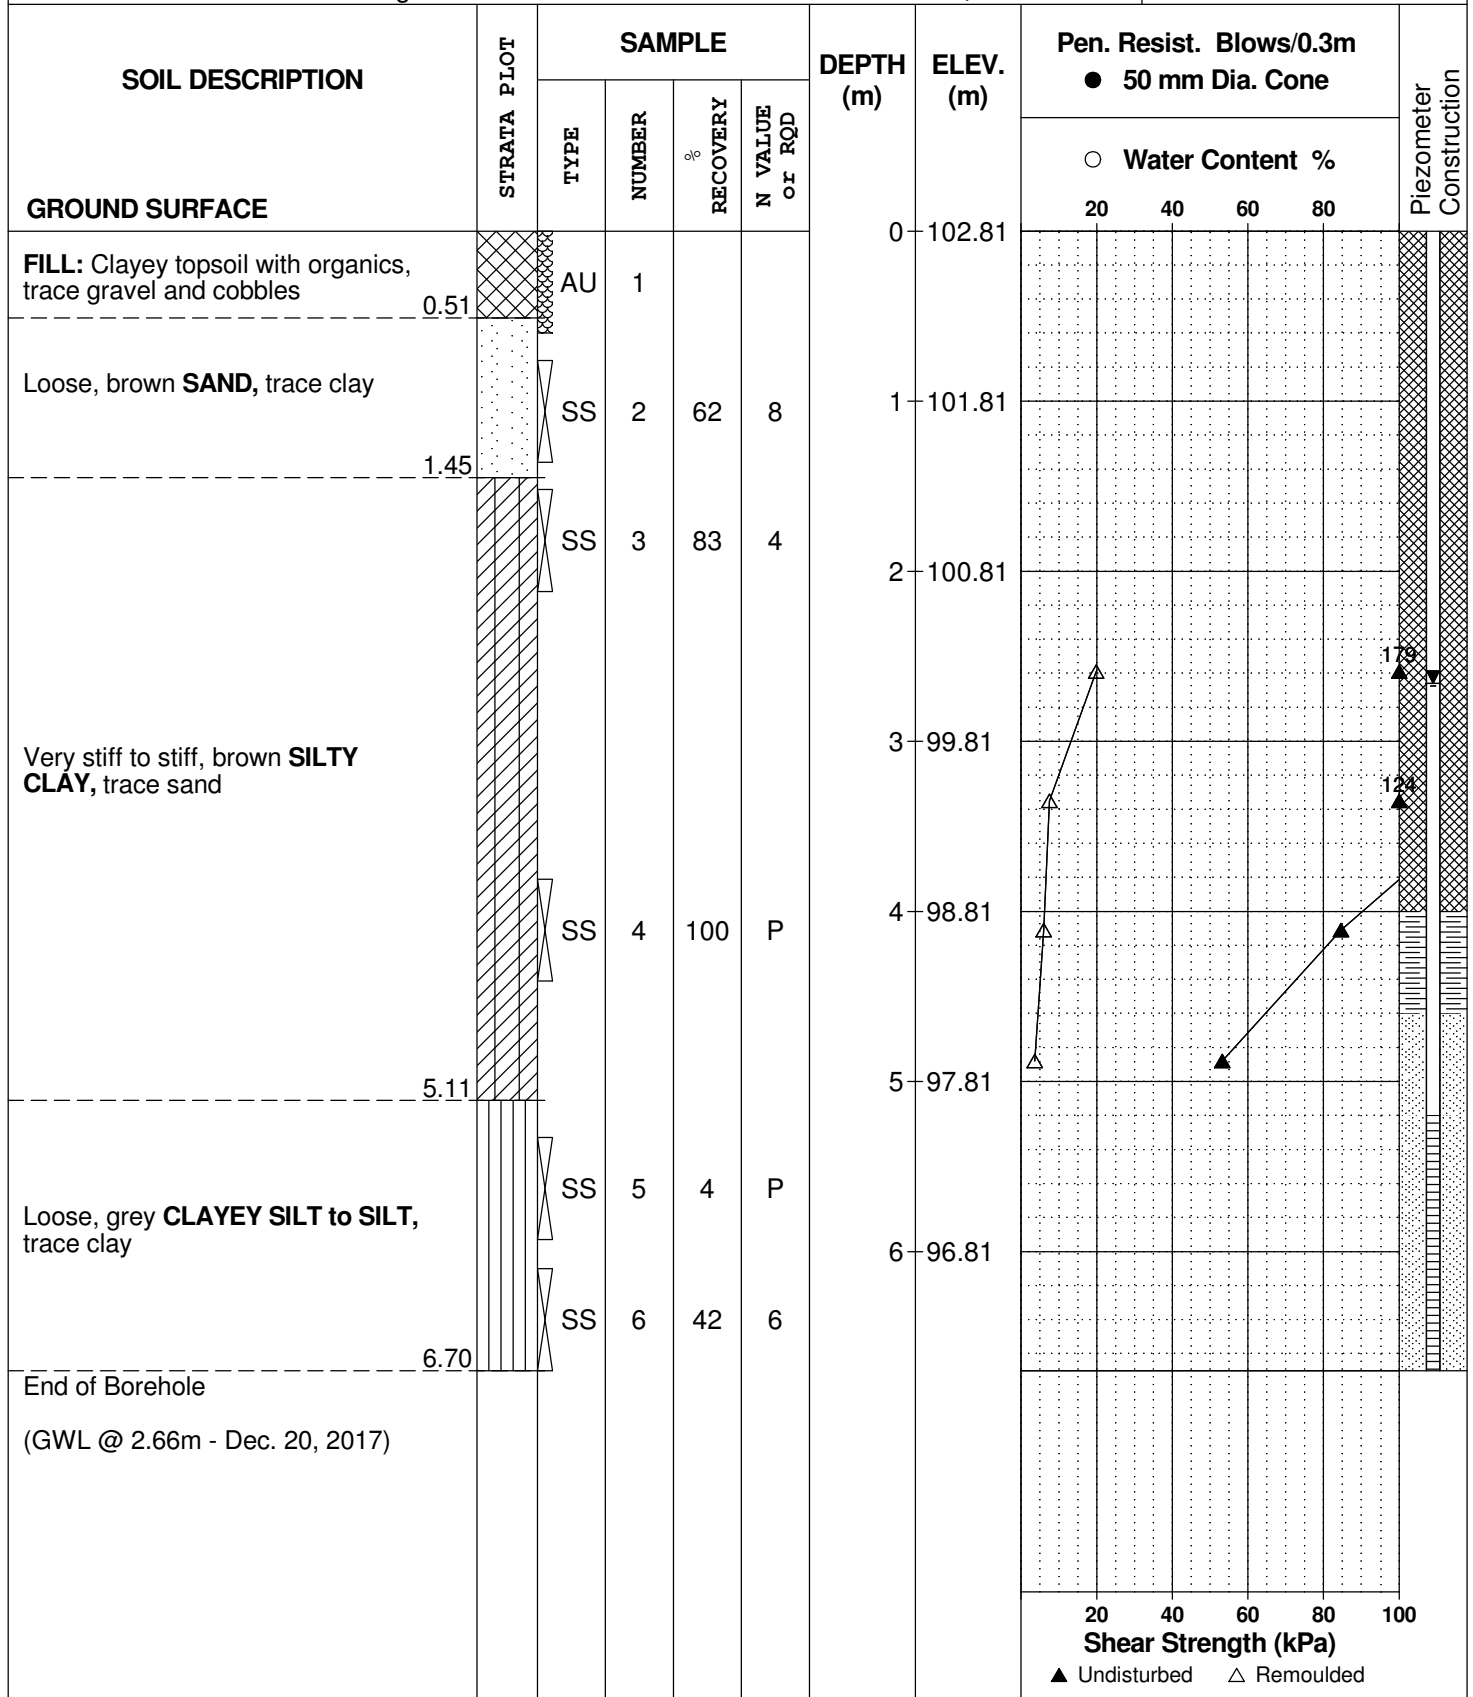 SOIL DESCRIPTION
GROUND SURFACE
STRATA PLOT
SAMPLE
TYPE
NUMBER
%
RECOVERY
N VALUE
or RQD
DEPTH
(m)
ELEV.
(m)
Pen. Resist. Blows/0.3m
● 50 mm Dia. Cone
○ Water Content %
20 40 60 80
Piezometer
Construction
0 102.81
FILL: Clayey topsoil with organics,
trace gravel and cobbles
0.51
AU 1
Loose, brown SAND, trace clay
SS 2 62 8
1 101.81
1.45
SS 3 83 4
2 100.81
179
3 99.81
Very stiff to stiff, brown SILTY
CLAY, trace sand
124
4 98.81
SS 4 100 P
5 97.81
5.11
SS 5 4 P
Loose, grey CLAYEY SILT to SILT,
trace clay
6 96.81
SS 6 42 6
6.70
End of Borehole
(GWL @ 2.66m - Dec. 20, 2017)
20 40 60 80 100
Shear Strength (kPa)
▲ Undisturbed △ Remoulded